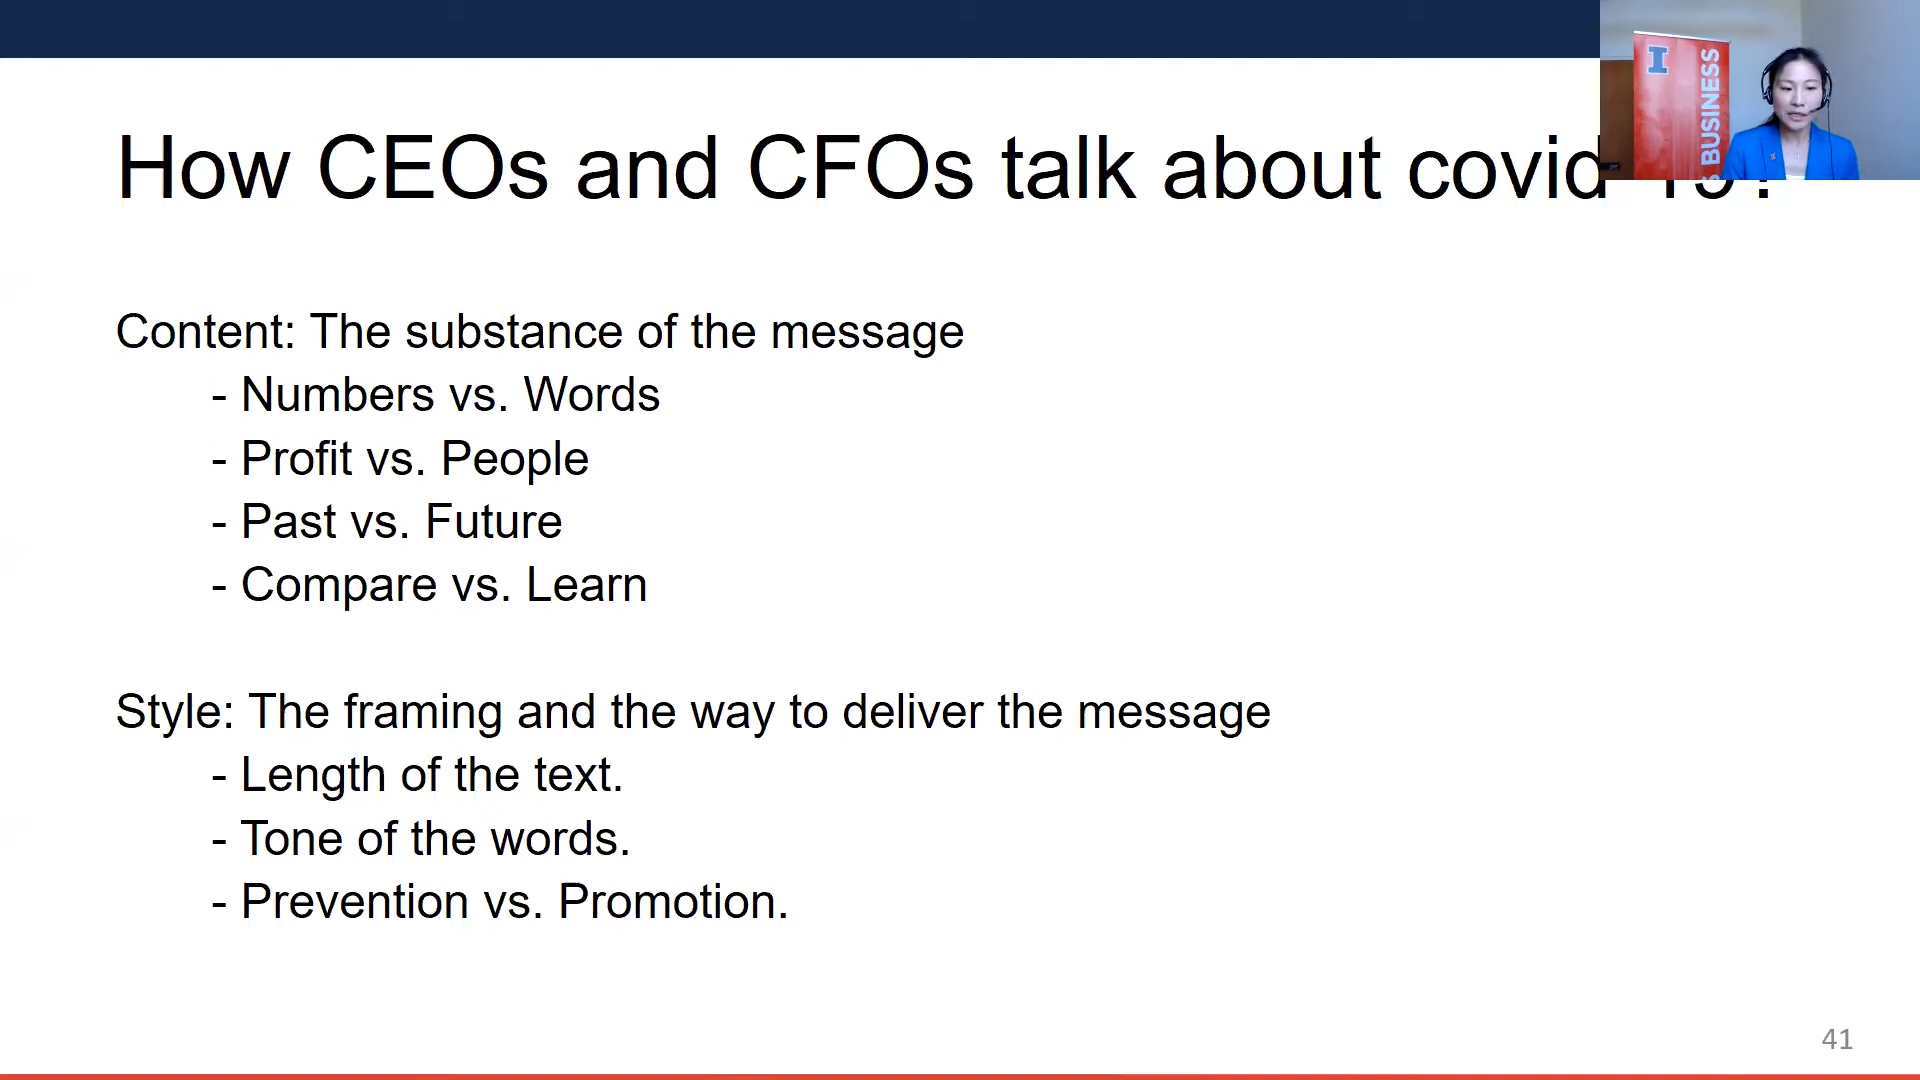 How CEOs and CFOs talk about covid-19?
I
BUSINESS
Content: The substance of the message
- Numbers vs. Words
- Profit vs. People
- Past vs. Future
- Compare vs. Learn
Style: The framing and the way to deliver the message
- Length of the text.
- Tone of the words.
- Prevention vs. Promotion.
41